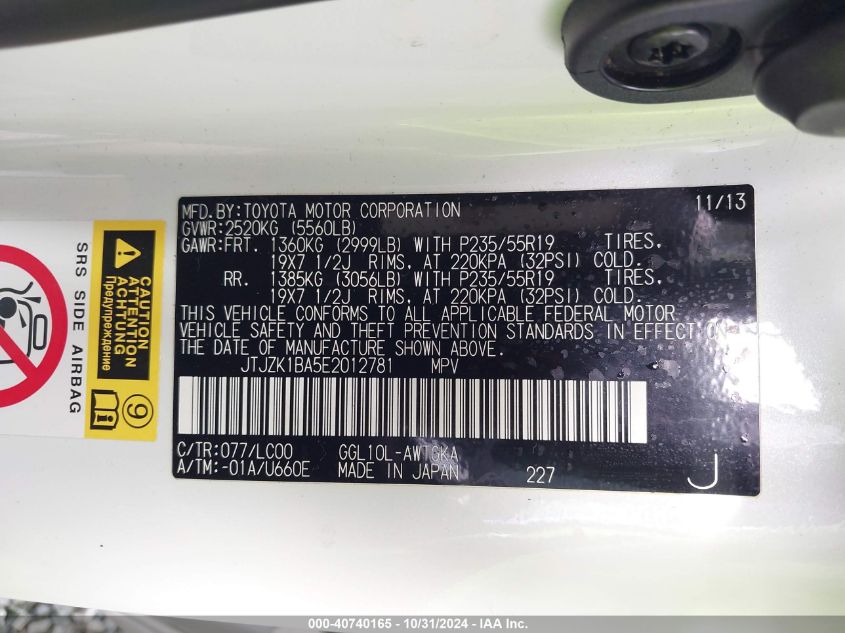 MFD. BY: TOYOTA MOTOR CORPORATION 11/13
GVWR: 2520KG (5560LB)
GAWR: FRT. 1360KG (2999LB) WITH P235/55R19 TIRES,
19X7 1/2J RIMS, AT 220KPA (32PSI) COLD.
RR. 1385KG (3056LB) WITH P235/55R19 TIRES,
19X7 1/2J RIMS, AT 220KPA (32PSI) COLD.
THIS VEHICLE CONFORMS TO ALL APPLICABLE FEDERAL MOTOR
VEHICLE SAFETY AND THEFT PREVENTION STANDARDS IN EFFECT ON
THE DATE OF MANUFACTURE SHOWN ABOVE.
JTJZK1BA5E2012781 MPV
C/TR: 077/LC00 GGL10L-AWTGKA
A/TM: -01A/U660E MADE IN JAPAN 227 J
SRS SIDE AIRBAG
CAUTION
ATTENTION
ACHTUNG
Предупреждение
9
i
000-40740165 - 10/31/2024 - IAA Inc.